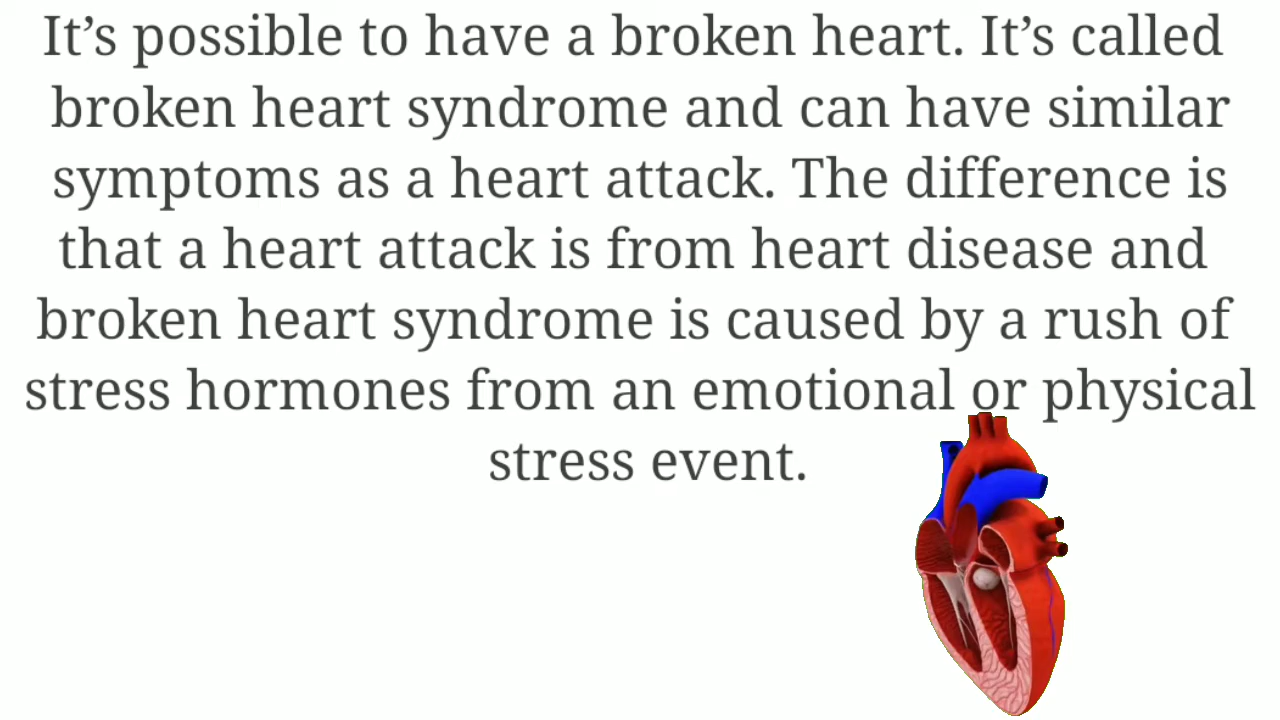 It’s possible to have a broken heart. It’s called
broken heart syndrome and can have similar
symptoms as a heart attack. The difference is
that a heart attack is from heart disease and
broken heart syndrome is caused by a rush of
stress hormones from an emotional or physical
stress event.